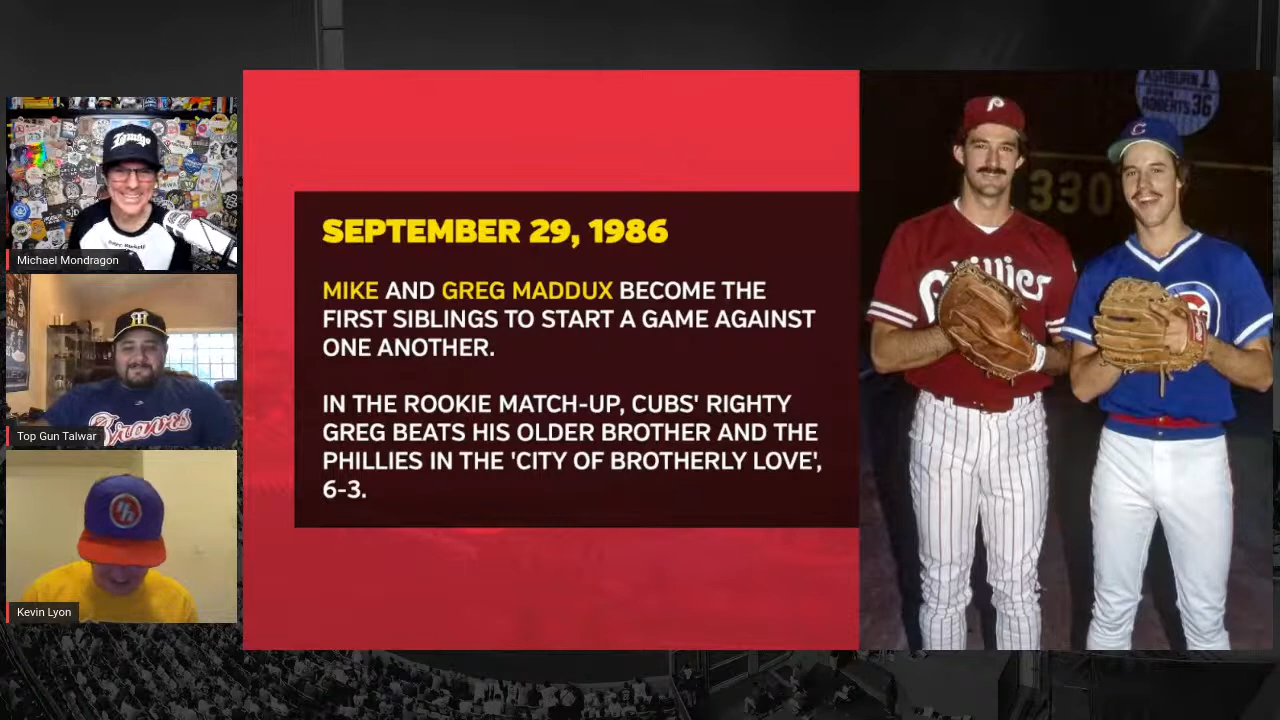 SEPTEMBER 29, 1986
MIKE AND GREG MADDUX BECOME THE
FIRST SIBLINGS TO START A GAME AGAINST
ONE ANOTHER.
IN THE ROOKIE MATCH-UP, CUBS' RIGHTY
GREG BEATS HIS OLDER BROTHER AND THE
PHILLIES IN THE 'CITY OF BROTHERLY LOVE',
6-3.
Michael Mondragon
Braves
Top Gun Talwar
Kevin Lyon
ASHBURN 1
ROBERTS 36
330
P
C
Phillies